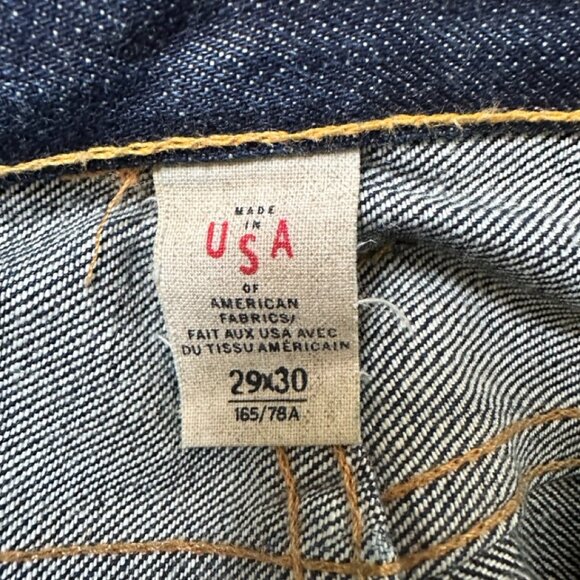 MADE
IN
USA
OF
AMERICAN
FABRICS/
FAIT AUX USA AVEC
DU TISSU AMÉRICAIN
29x30
165/78A